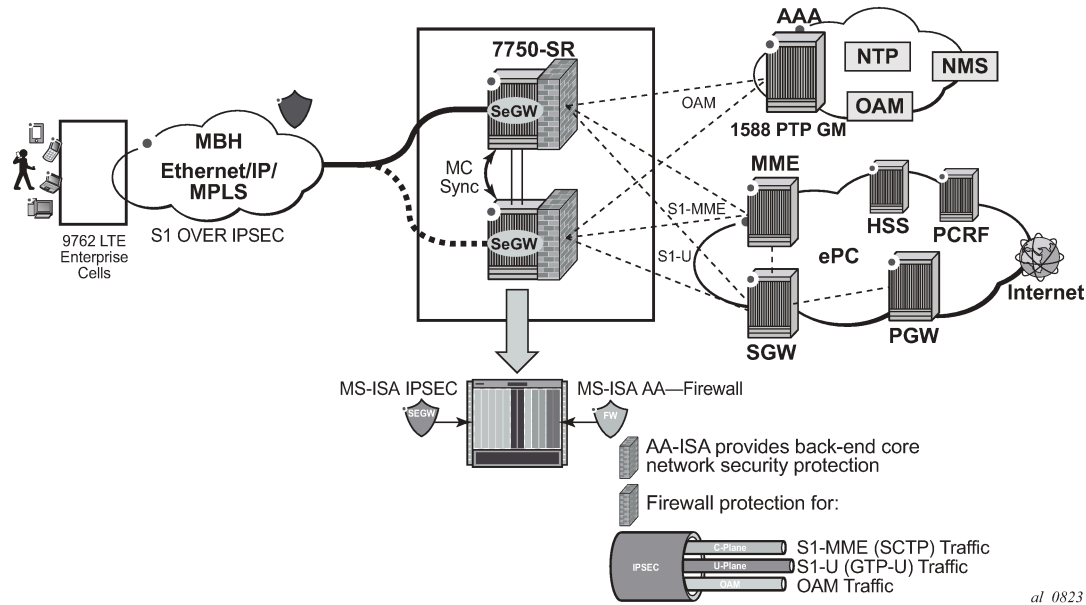 AAA
7750-SR
NTP
NMS
OAM
1588 PTP GM
OAM
SeGW
MBH
Ethernet/IP/
MPLS
MC
Sync
MME
HSS
PCRF
S1-MME
S1 OVER IPSEC
9762 LTE
Enterprise
Cells
SeGW
S1-U
ePC
Internet
PGW
SGW
MS-ISA IPSEC
MS-ISA AA—Firewall
SEGW
FW
AA-ISA provides back-end core
network security protection
Firewall protection for:
IPSEC
C-Plane
S1-MME (SCTP) Traffic
U-Plane
S1-U (GTP-U) Traffic
OAM
OAM Traffic
al_0823